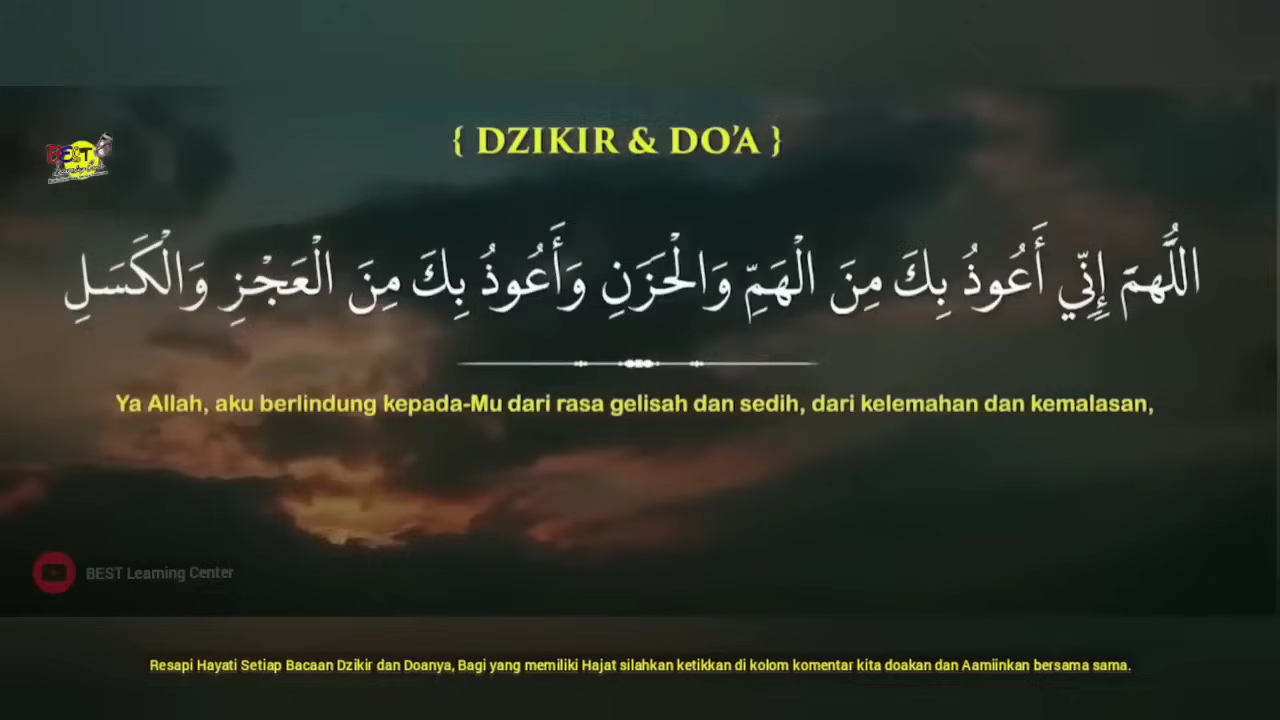 { DZIKIR & DO'A }
BEST
اللَّهُمَّ إِنِّي أَعُوذُ بِكَ مِنَ الْهَمِّ وَالْحَزَنِ وَأَعُوذُ بِكَ مِنَ الْعَجْزِ وَالْكَسَلِ
Ya Allah, aku berlindung kepada-Mu dari rasa gelisah dan sedih, dari kelemahan dan kemalasan,
BEST Learning Center
Resapi Hayati Setiap Bacaan Dzikir dan Doanya, Bagi yang memiliki Hajat silahkan ketikkan di kolom komentar kita doakan dan Aamiinkan bersama sama.